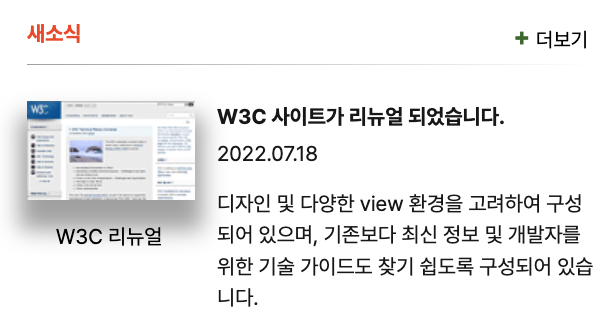 새소식
+ 더보기
W3C
W3C 사이트가 리뉴얼 되었습니다.
2022.07.18
디자인 및 다양한 view 환경을 고려하여 구성
되어 있으며, 기존보다 최신 정보 및 개발자를
위한 기술 가이드도 찾기 쉽도록 구성되어 있습
니다.
W3C 리뉴얼